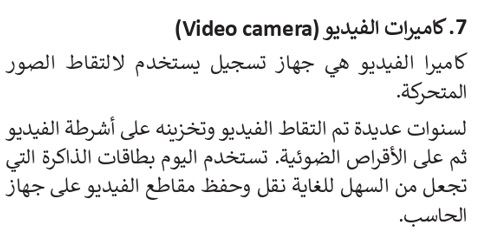 7. كاميرات الفيديو (Video camera)
كاميرا الفيديو هي جهاز تسجيل يستخدم لالتقاط الصور
المتحركة.
لسنوات عديدة تم التقاط الفيديو وتخزينه على أشرطة الفيديو
ثم على الأقراص الضوئية. تستخدم اليوم بطاقات الذاكرة التي
تجعل من السهل للغاية نقل وحفظ مقاطع الفيديو على جهاز
الحاسب.